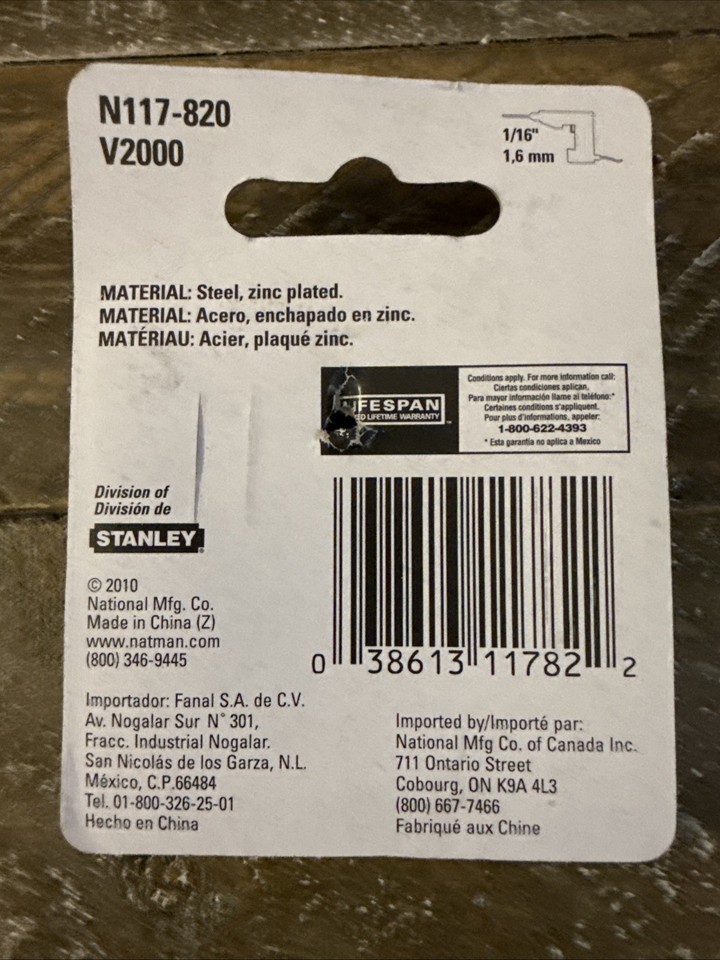 N117-820
V2000
1/16"
1,6 mm
MATERIAL: Steel, zinc plated.
MATERIAL: Acero, enchapado en zinc.
MATÉRIAU: Acier, plaqué zinc.
FESPAN
LIFETIME WARRANTY
Conditions apply. For more information call:
Ciertas condiciones aplican.
Para mayor información llame al teléfono:*
Certaines conditions s'appliquent.
Pour plus d'informations, appeler:
1-800-622-4393
* Esta garantia no aplica a Mexico
Division of
División de
STANLEY
© 2010
National Mfg. Co.
Made in China (Z)
www.natman.com
(800) 346-9445
0 38613 11782 2
Importador: Fanal S.A. de C.V.
Av. Nogalar Sur N° 301,
Fracc. Industrial Nogalar.
San Nicolás de los Garza, N.L.
México, C.P.66484
Tel. 01-800-326-25-01
Hecho en China
Imported by/Importé par:
National Mfg Co. of Canada Inc.
711 Ontario Street
Cobourg, ON K9A 4L3
(800) 667-7466
Fabriqué aux Chine